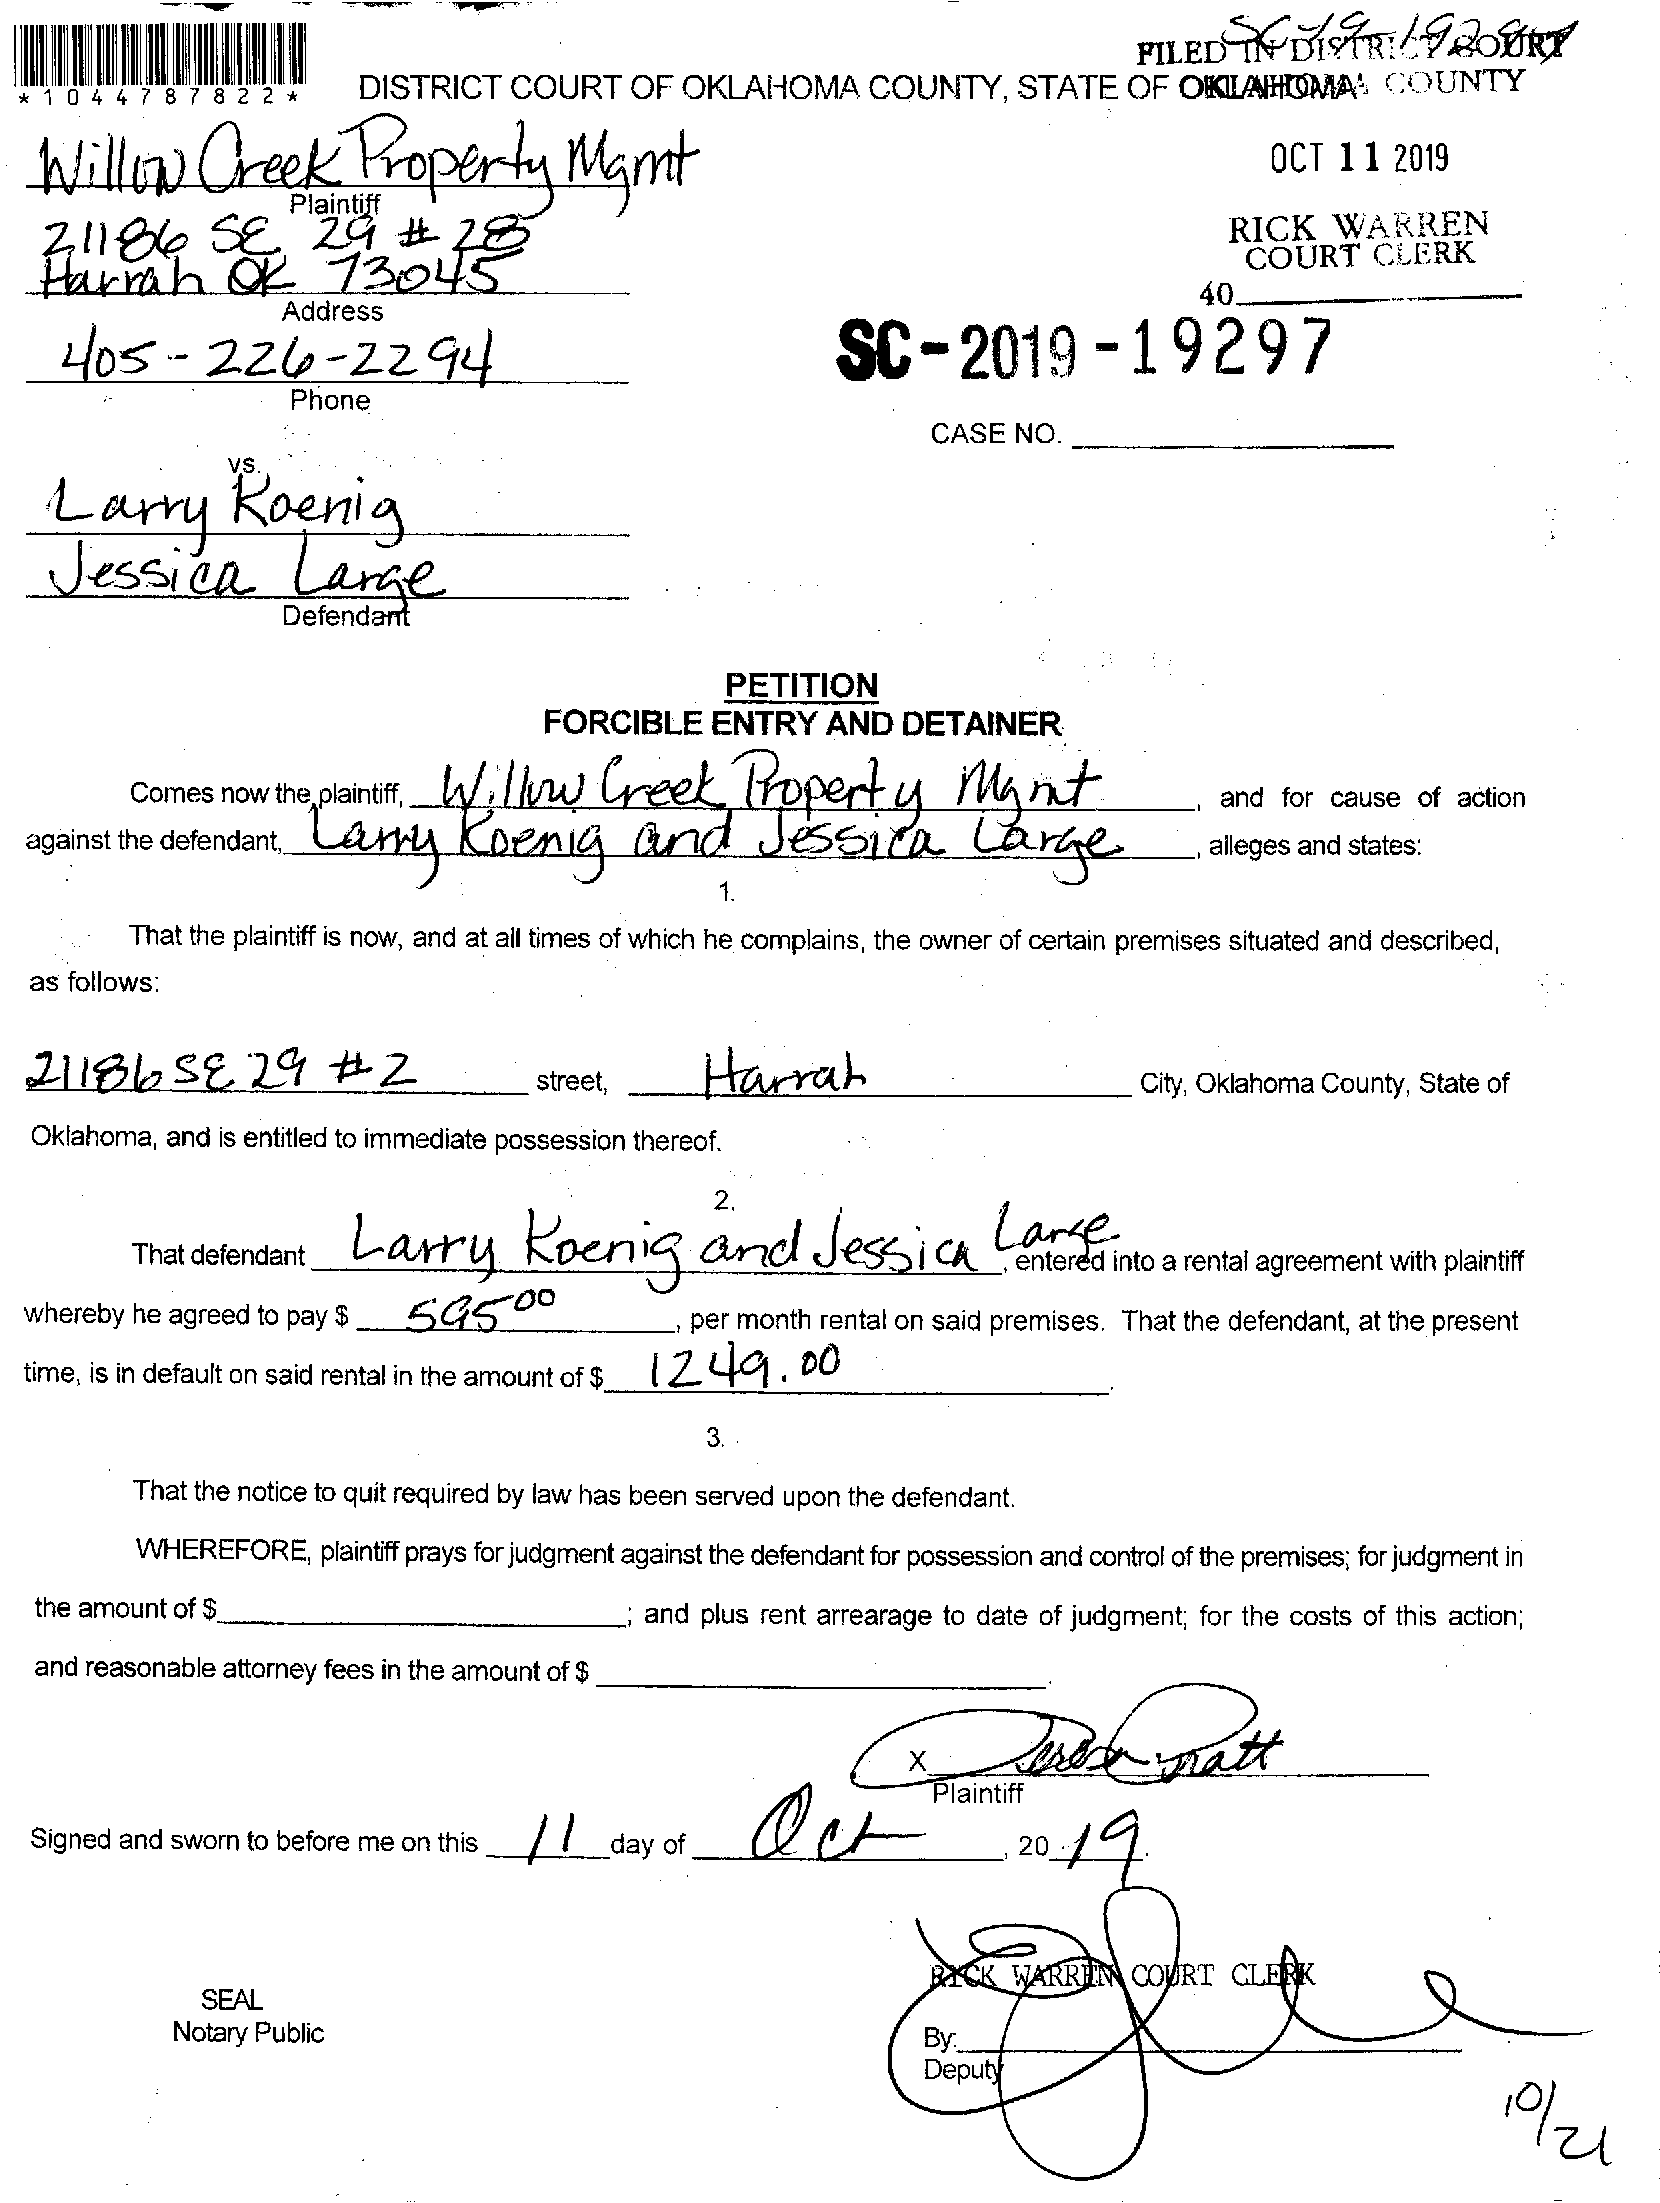 SC-19-19297
FILED IN DISTRICT COURT
*1044787822*
DISTRICT COURT OF OKLAHOMA COUNTY, STATE OF OKLAHOMA COUNTY
Willow Creek Property Mgmt
OCT 11 2019
Plaintiff
21186 SE 29 # 28
RICK WARREN
Harrah OK 73045
COURT CLERK
Address
40
405-226-2294
SC-2019-19297
Phone
CASE NO.
vs.
Larry Koenig
Jessica Large
Defendant
PETITION
FORCIBLE ENTRY AND DETAINER
Comes now the plaintiff, Willow Creek Property Mgmt, and for cause of action
against the defendant, Larry Koenig and Jessica Large, alleges and states:
1.
That the plaintiff is now, and at all times of which he complains, the owner of certain premises situated and described,
as follows:
21186 SE 29 #2 street, Harrah City, Oklahoma County, State of
Oklahoma, and is entitled to immediate possession thereof.
2.
That defendant Larry Koenig and Jessica Large, entered into a rental agreement with plaintiff
whereby he agreed to pay $ 595 00, per month rental on said premises. That the defendant, at the present
time, is in default on said rental in the amount of $ 1249.00.
3.
That the notice to quit required by law has been served upon the defendant.
WHEREFORE, plaintiff prays for judgment against the defendant for possession and control of the premises; for judgment in
the amount of $ ; and plus rent arrearage to date of judgment; for the costs of this action;
and reasonable attorney fees in the amount of $ .
X Pratt
Plaintiff
Signed and sworn to before me on this 11 day of Oct, 20 19.
RICK WARREN COURT CLERK
SEAL
Notary Public
By:
Deputy
10/21